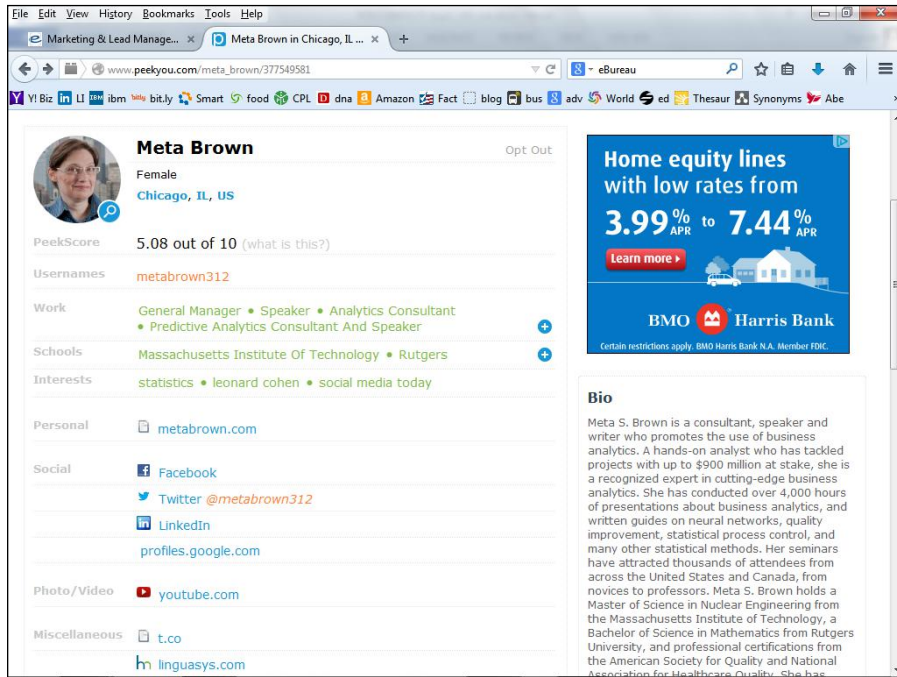 File Edit View History Bookmarks Tools Help
Marketing & Lead Manage... × Meta Brown in Chicago, IL ... × +
www.peekyou.com/meta_brown/377549581 eBureau
Y! Biz LI ibm bit.ly Smart food CPL dna Amazon Fact blog bus adv World ed Thesaur Synonyms Abe
Meta Brown Opt Out
Female
Chicago, IL, US
PeekScore 5.08 out of 10 (what is this?)
Usernames metabrown312
Work General Manager • Speaker • Analytics Consultant
• Predictive Analytics Consultant And Speaker
Schools Massachusetts Institute Of Technology • Rutgers
Interests statistics • leonard cohen • social media today
Personal metabrown.com
Social Facebook
Twitter @metabrown312
LinkedIn
profiles.google.com
Photo/Video youtube.com
Miscellaneous t.co
linguasys.com
Home equity lines
with low rates from
3.99% APR to 7.44% APR
Learn more
BMO Harris Bank
Certain restrictions apply. BMO Harris Bank N.A. Member FDIC.
Bio
Meta S. Brown is a consultant, speaker and
writer who promotes the use of business
analytics. A hands-on analyst who has tackled
projects with up to $900 million at stake, she is
a recognized expert in cutting-edge business
analytics. She has conducted over 4,000 hours
of presentations about business analytics, and
written guides on neural networks, quality
improvement, statistical process control, and
many other statistical methods. Her seminars
have attracted thousands of attendees from
across the United States and Canada, from
novices to professors. Meta S. Brown holds a
Master of Science in Nuclear Engineering from
the Massachusetts Institute of Technology, a
Bachelor of Science in Mathematics from Rutgers
University, and professional certifications from
the American Society for Quality and National
Association for Healthcare Quality. She has